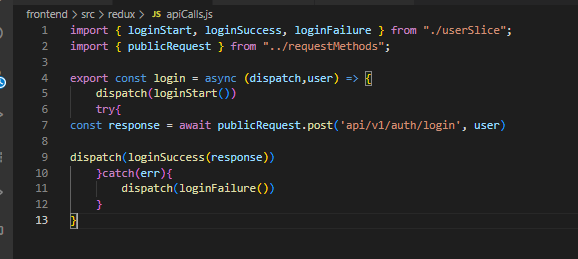 frontend > src > redux > JS apiCalls.js
1 import { loginStart, loginSuccess, loginFailure } from "./userSlice";
2 import { publicRequest } from "../requestMethods";
3
4 export const login = async (dispatch,user) => {
5 dispatch(loginStart())
6 try{
7 const response = await publicRequest.post('api/v1/auth/login', user)
8
9 dispatch(loginSuccess(response))
10 }catch(err){
11 dispatch(loginFailure())
12 }
13 }